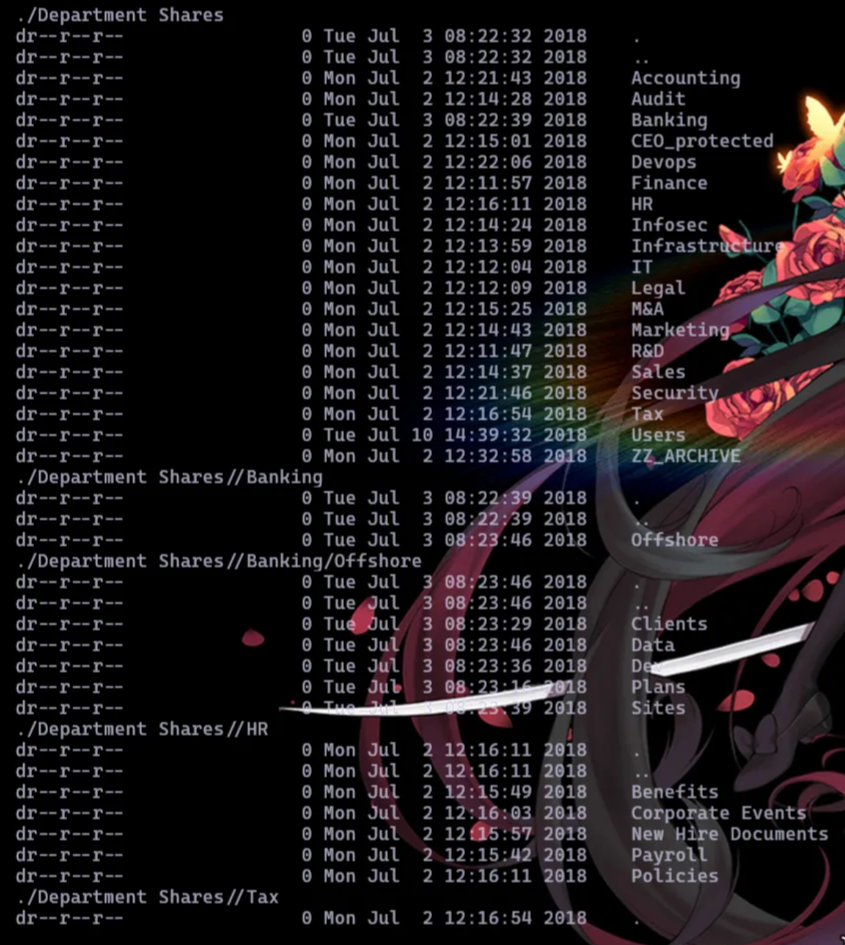 ./Department Shares
dr--r--r--                0 Tue Jul  3 08:22:32 2018    .
dr--r--r--                0 Tue Jul  3 08:22:32 2018    ..
dr--r--r--                0 Mon Jul  2 12:21:43 2018    Accounting
dr--r--r--                0 Mon Jul  2 12:14:28 2018    Audit
dr--r--r--                0 Tue Jul  3 08:22:39 2018    Banking
dr--r--r--                0 Mon Jul  2 12:15:01 2018    CEO_protected
dr--r--r--                0 Mon Jul  2 12:22:06 2018    Devops
dr--r--r--                0 Mon Jul  2 12:11:57 2018    Finance
dr--r--r--                0 Mon Jul  2 12:16:11 2018    HR
dr--r--r--                0 Mon Jul  2 12:14:24 2018    Infosec
dr--r--r--                0 Mon Jul  2 12:13:59 2018    Infrastructure
dr--r--r--                0 Mon Jul  2 12:12:04 2018    IT
dr--r--r--                0 Mon Jul  2 12:12:09 2018    Legal
dr--r--r--                0 Mon Jul  2 12:15:25 2018    M&A
dr--r--r--                0 Mon Jul  2 12:14:43 2018    Marketing
dr--r--r--                0 Mon Jul  2 12:11:47 2018    R&D
dr--r--r--                0 Mon Jul  2 12:14:37 2018    Sales
dr--r--r--                0 Mon Jul  2 12:21:46 2018    Security
dr--r--r--                0 Mon Jul  2 12:16:54 2018    Tax
dr--r--r--                0 Tue Jul 10 14:39:32 2018    Users
dr--r--r--                0 Mon Jul  2 12:32:58 2018    ZZ_ARCHIVE
./Department Shares//Banking
dr--r--r--                0 Tue Jul  3 08:22:39 2018    .
dr--r--r--                0 Tue Jul  3 08:22:39 2018    ..
dr--r--r--                0 Tue Jul  3 08:23:46 2018    Offshore
./Department Shares//Banking/Offshore
dr--r--r--                0 Tue Jul  3 08:23:46 2018    .
dr--r--r--                0 Tue Jul  3 08:23:46 2018    ..
dr--r--r--                0 Tue Jul  3 08:23:29 2018    Clients
dr--r--r--                0 Tue Jul  3 08:23:46 2018    Data
dr--r--r--                0 Tue Jul  3 08:23:36 2018
dr--r--r--                0 Tue Jul  3 08:23:16 2018    Plans
dr--r--r--                0 Tue Jul  3 08:23:39 2018    Sites
./Department Shares//HR
dr--r--r--                0 Mon Jul  2 12:16:11 2018    .
dr--r--r--                0 Mon Jul  2 12:16:11 2018    ..
dr--r--r--                0 Mon Jul  2 12:15:49 2018    Benefits
dr--r--r--                0 Mon Jul  2 12:16:03 2018    Corporate Events
dr--r--r--                0 Mon Jul  2 12:15:57 2018    New Hire Documents
dr--r--r--                0 Mon Jul  2 12:15:42 2018    Payroll
dr--r--r--                0 Mon Jul  2 12:16:11 2018    Policies
./Department Shares//Tax
dr--r--r--                0 Mon Jul  2 12:16:54 2018    .